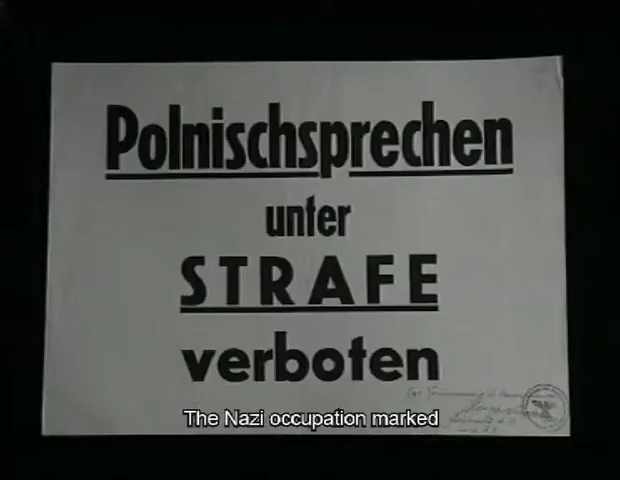 Polnischsprechen
unter
STRAFE
verboten
The Nazi occupation marked